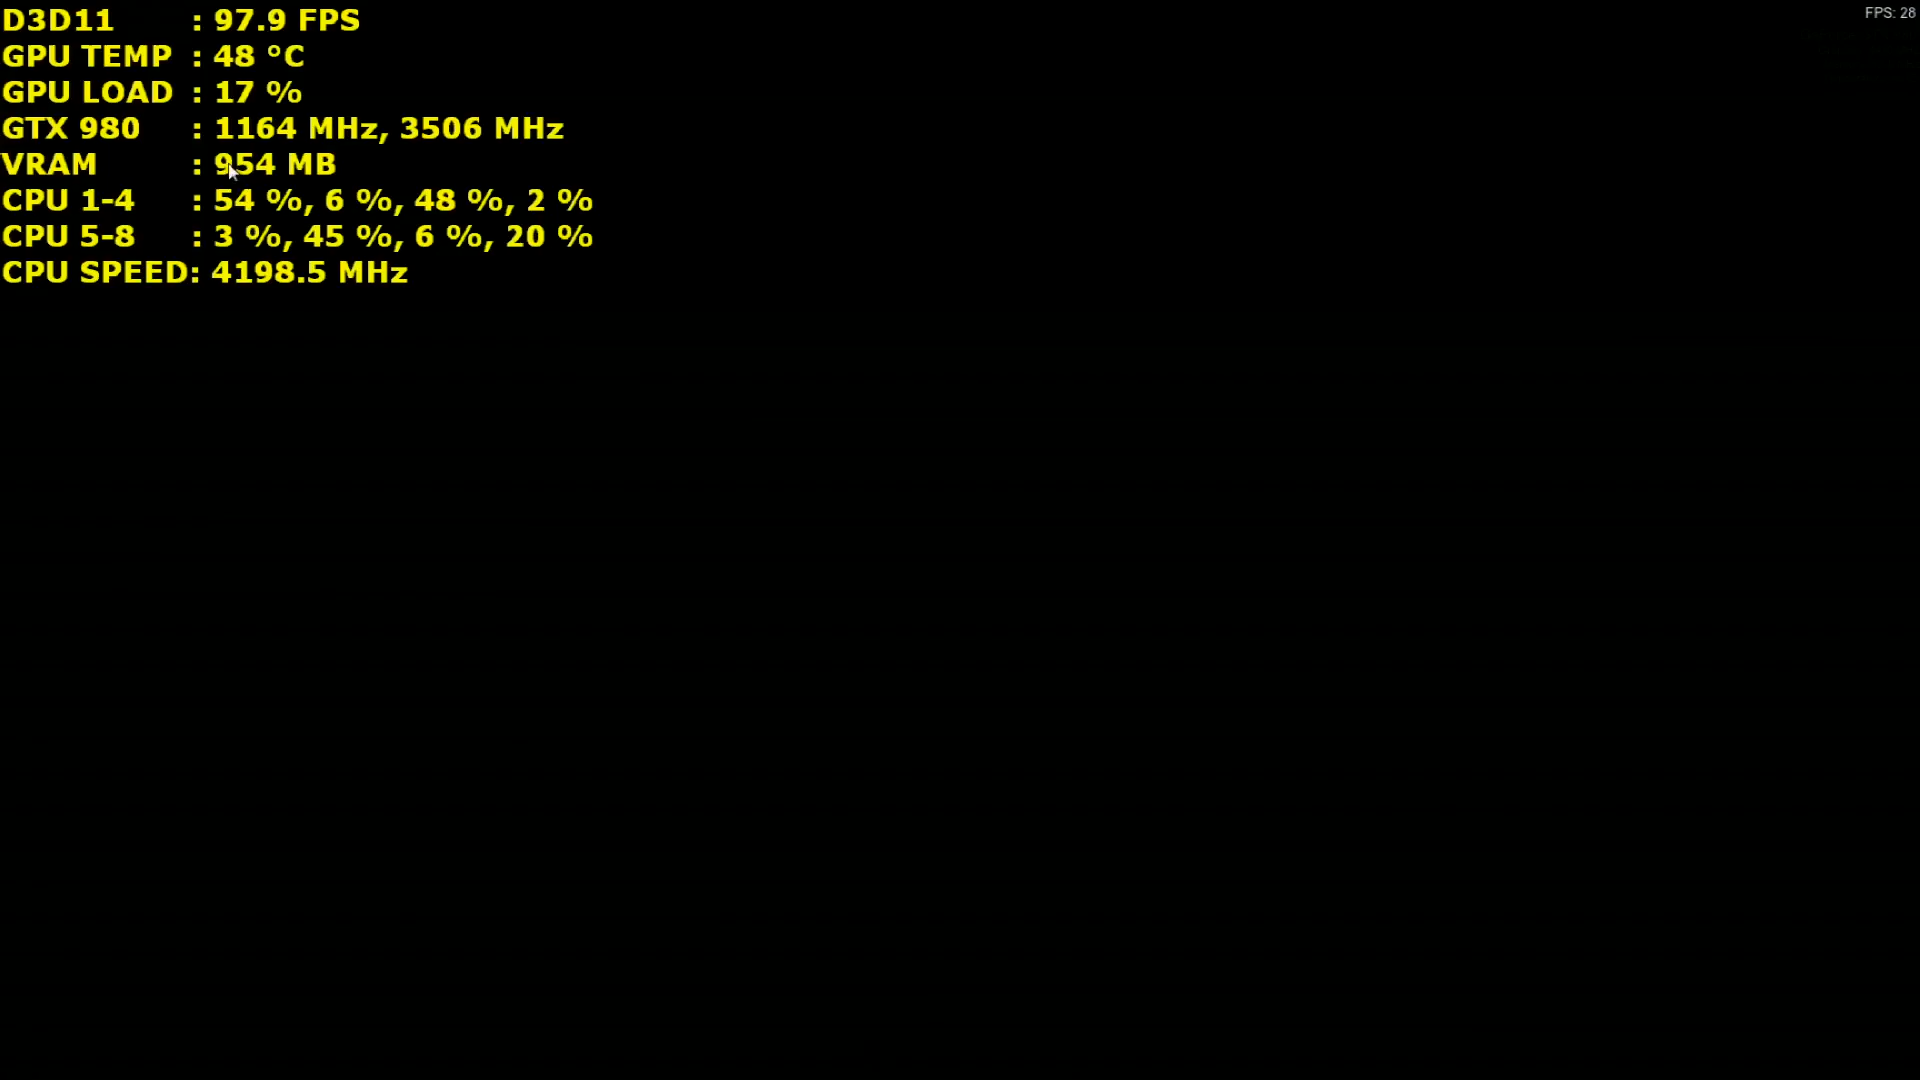 D3D11 : 97.9 FPS
FPS: 28
GPU TEMP : 48 °C
GPU LOAD : 17 %
GTX 980 : 1164 MHz, 3506 MHz
VRAM : 954 MB
CPU 1-4 : 54 %, 6 %, 48 %, 2 %
CPU 5-8 : 3 %, 45 %, 6 %, 20 %
CPU SPEED: 4198.5 MHz